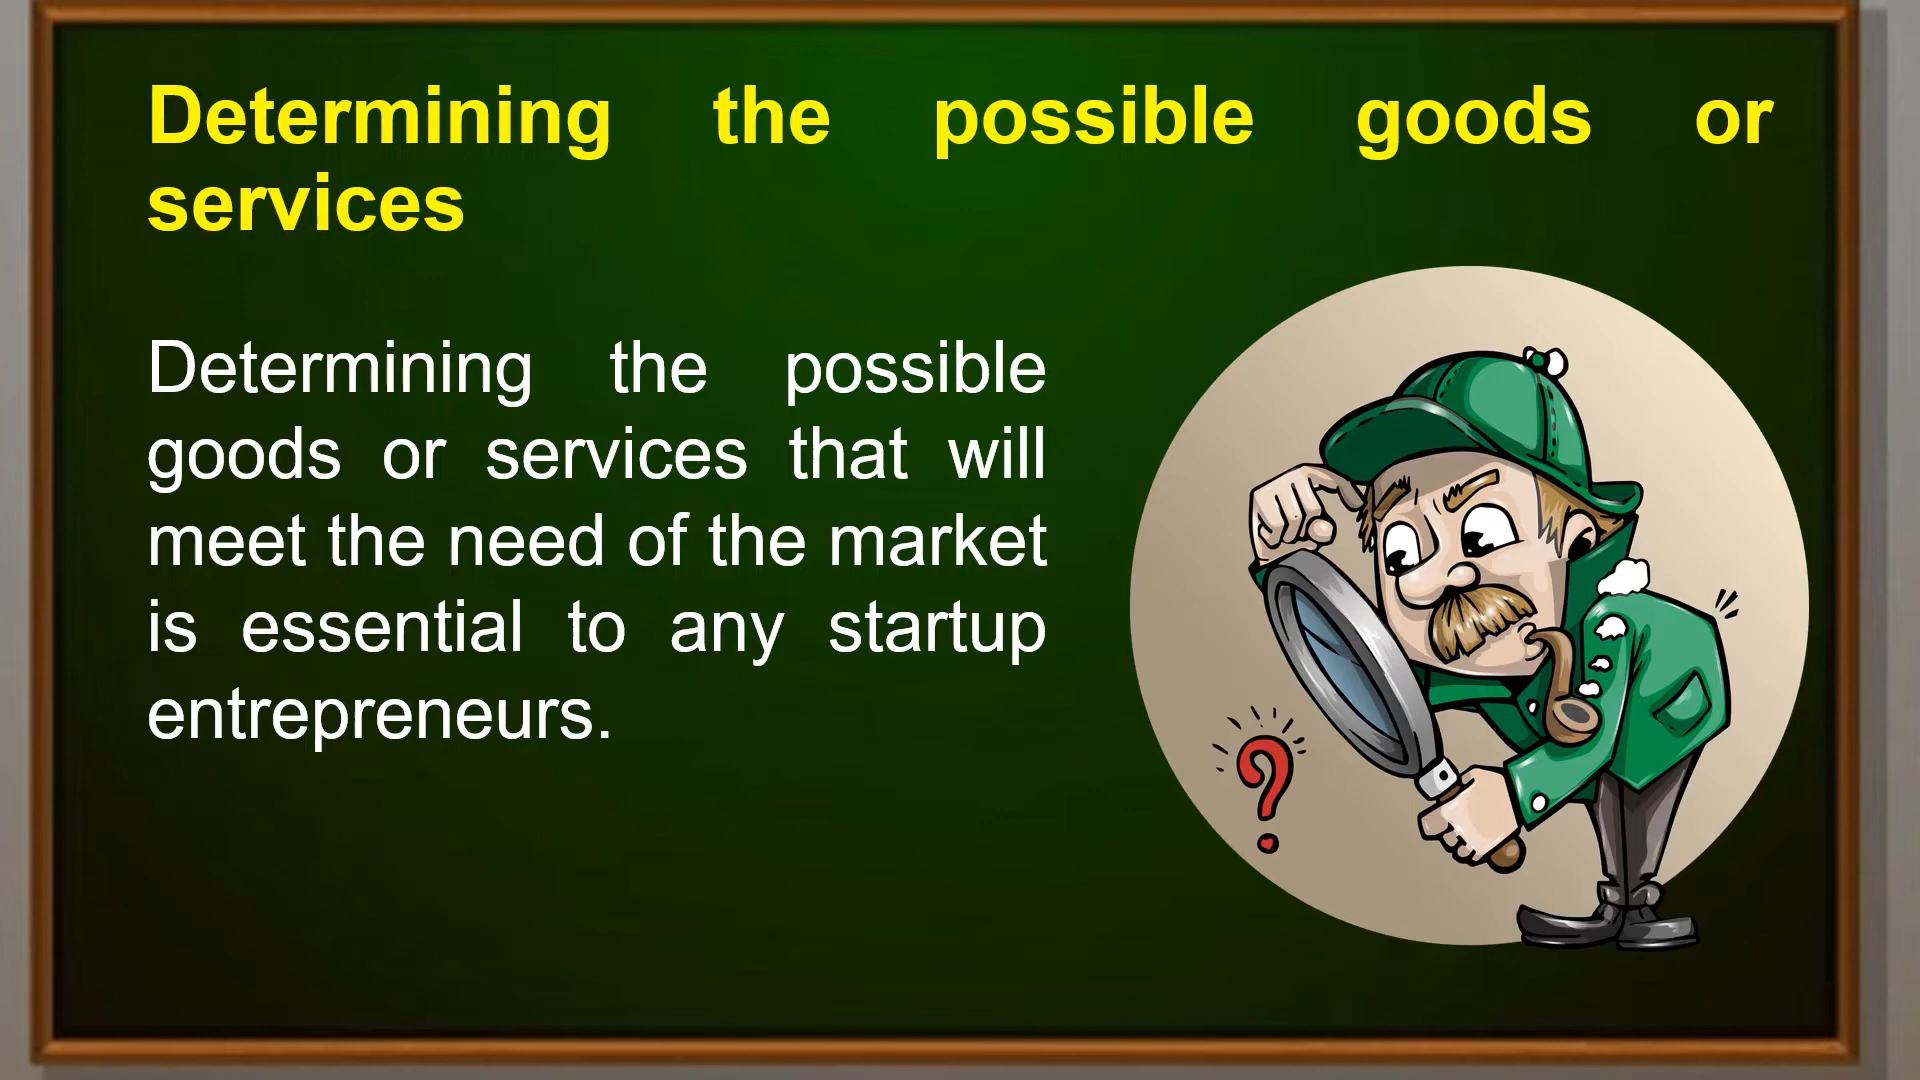 Determining the possible goods or
services
Determining the possible
goods or services that will
meet the need of the market
is essential to any startup
entrepreneurs.
?